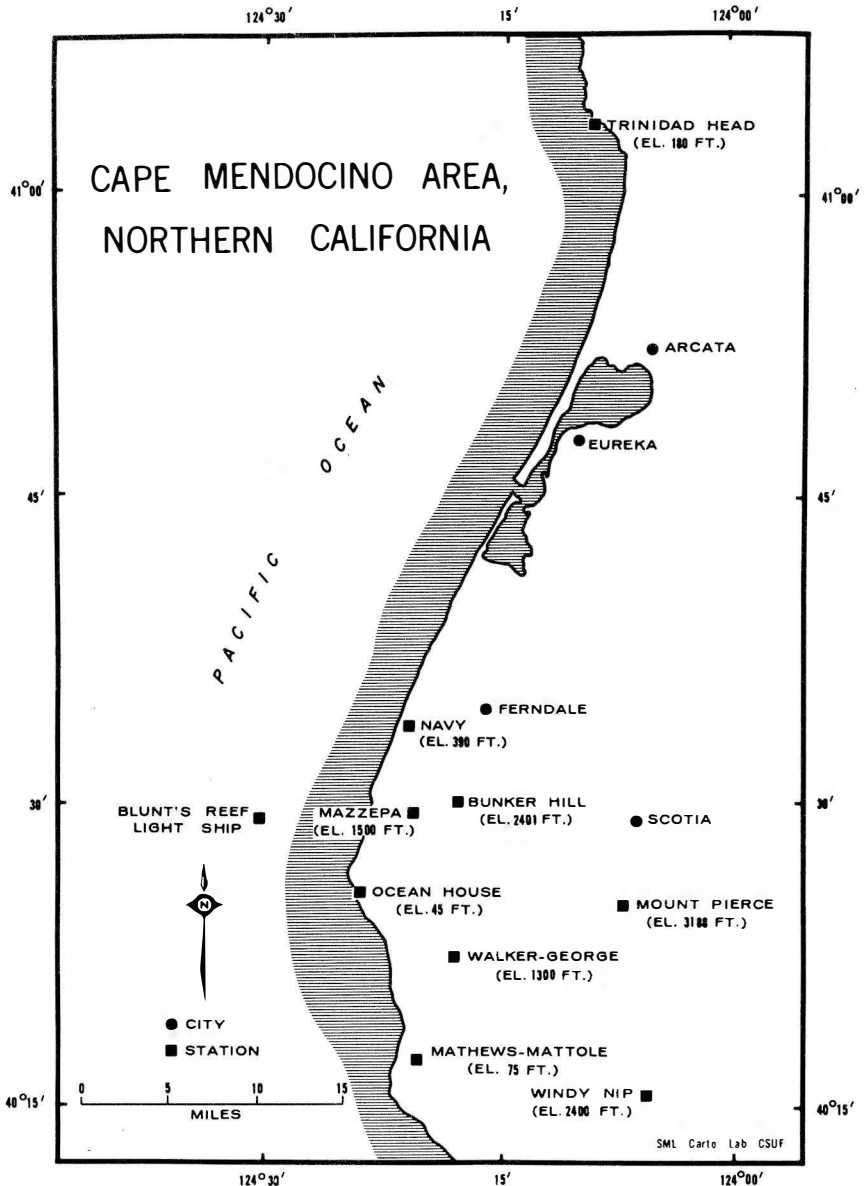 124°30′ 15′ 124°00′
TRINIDAD HEAD
(EL. 180 FT.)
CAPE MENDOCINO AREA,
NORTHERN CALIFORNIA
41°00′ 41°00′
ARCATA
PACIFIC OCEAN
EUREKA
45′ 45′
FERNDALE
NAVY
(EL. 390 FT.)
30′ 30′
BLUNT'S REEF
LIGHT SHIP
MAZZEPA
(EL. 1500 FT.)
BUNKER HILL
(EL. 2401 FT.)
SCOTIA
OCEAN HOUSE
(EL. 45 FT.)
MOUNT PIERCE
(EL. 3188 FT.)
N
WALKER-GEORGE
(EL. 1300 FT.)
CITY
STATION
MATHEWS-MATTOLE
(EL. 75 FT.)
WINDY NIP
(EL. 2400 FT.)
0 5 10 15
MILES
40°15′ 40°15′
SML Carto Lab CSUF
124°30′ 15′ 124°00′